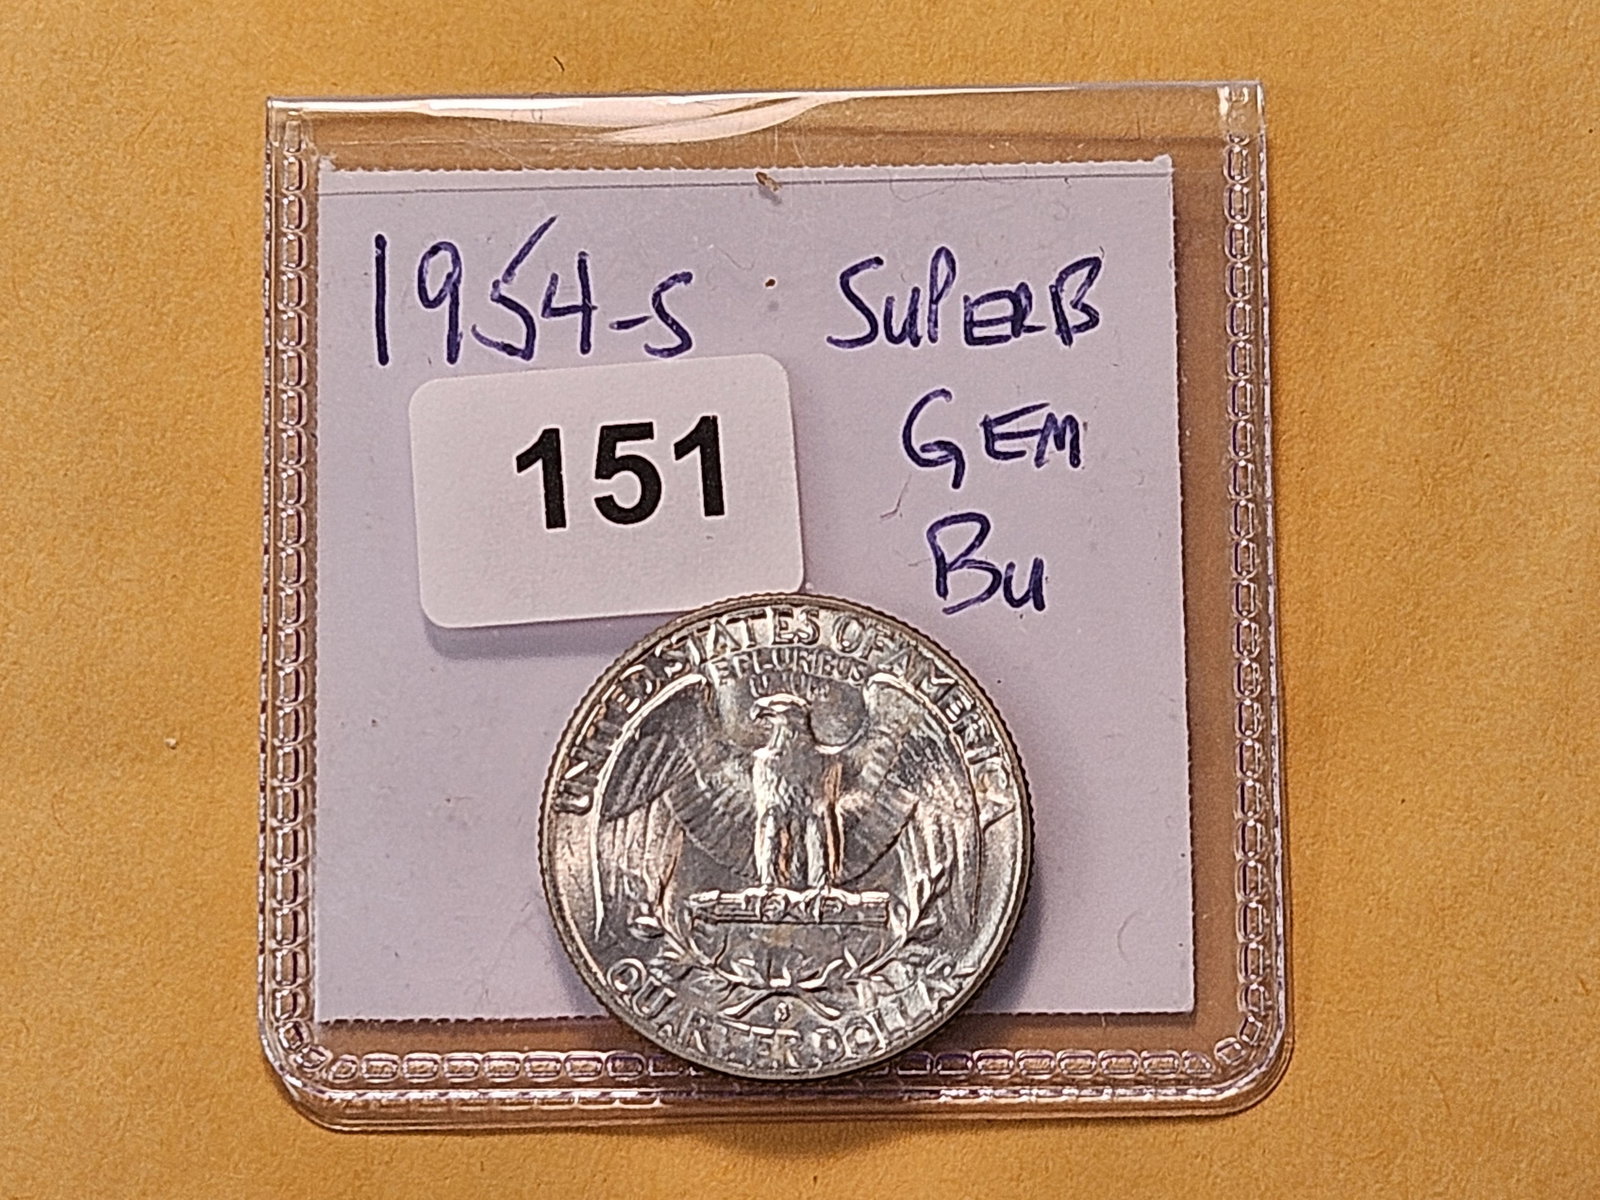 1954-S SUPERB
GEM
BU
151
UNITED STATES OF AMERICA
E PLURIBUS
UNUM
S
QUARTER DOLLAR